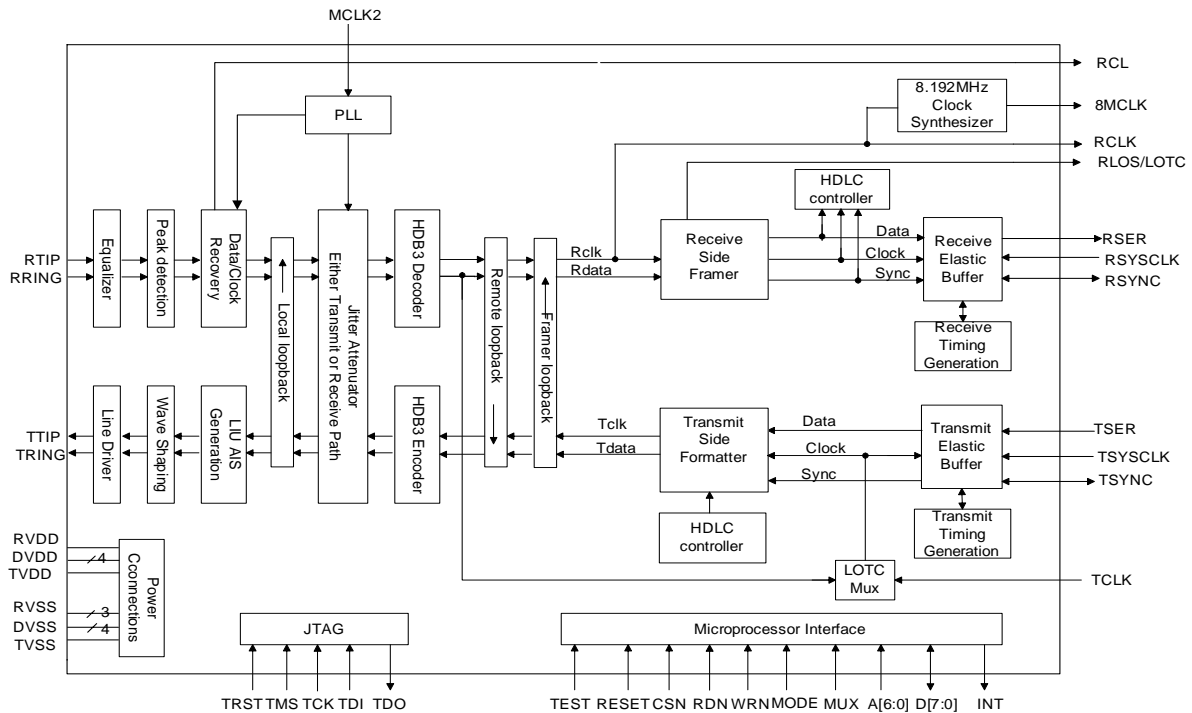 MCLK2
RCL
PLL
8.192MHz
Clock
Synthesizer
8MCLK
RCLK
RLOS/LOTC
HDLC
controller
RTIP
RRING
Equalizer
Peak detection
Data/Clock
Recovery
Local loopback
Jitter Attenuator
Either Transmit or Receive Path
HDB3 Decoder
Remote loopback
Framer loopback
Rclk
Rdata
Receive
Side
Framer
Data
Clock
Sync
Receive
Elastic
Buffer
RSER
RSYSCLK
RSYNC
Receive
Timing
Generation
TTIP
TRING
Line Driver
Wave Shaping
LIU AIS
Generation
HDB3 Encoder
Tclk
Tdata
Transmit
Side
Formatter
Data
Clock
Sync
Transmit
Elastic
Buffer
TSER
TSYSCLK
TSYNC
HDLC
controller
Transmit
Timing
Generation
LOTC
Mux
TCLK
RVDD
DVDD
4
TVDD
RVSS
3
DVSS
4
TVSS
Power
Cconnections
JTAG
TRST TMS TCK TDI TDO
Microprocessor Interface
TEST RESET CSN RDN WRN MODE MUX A[6:0] D[7:0] INT